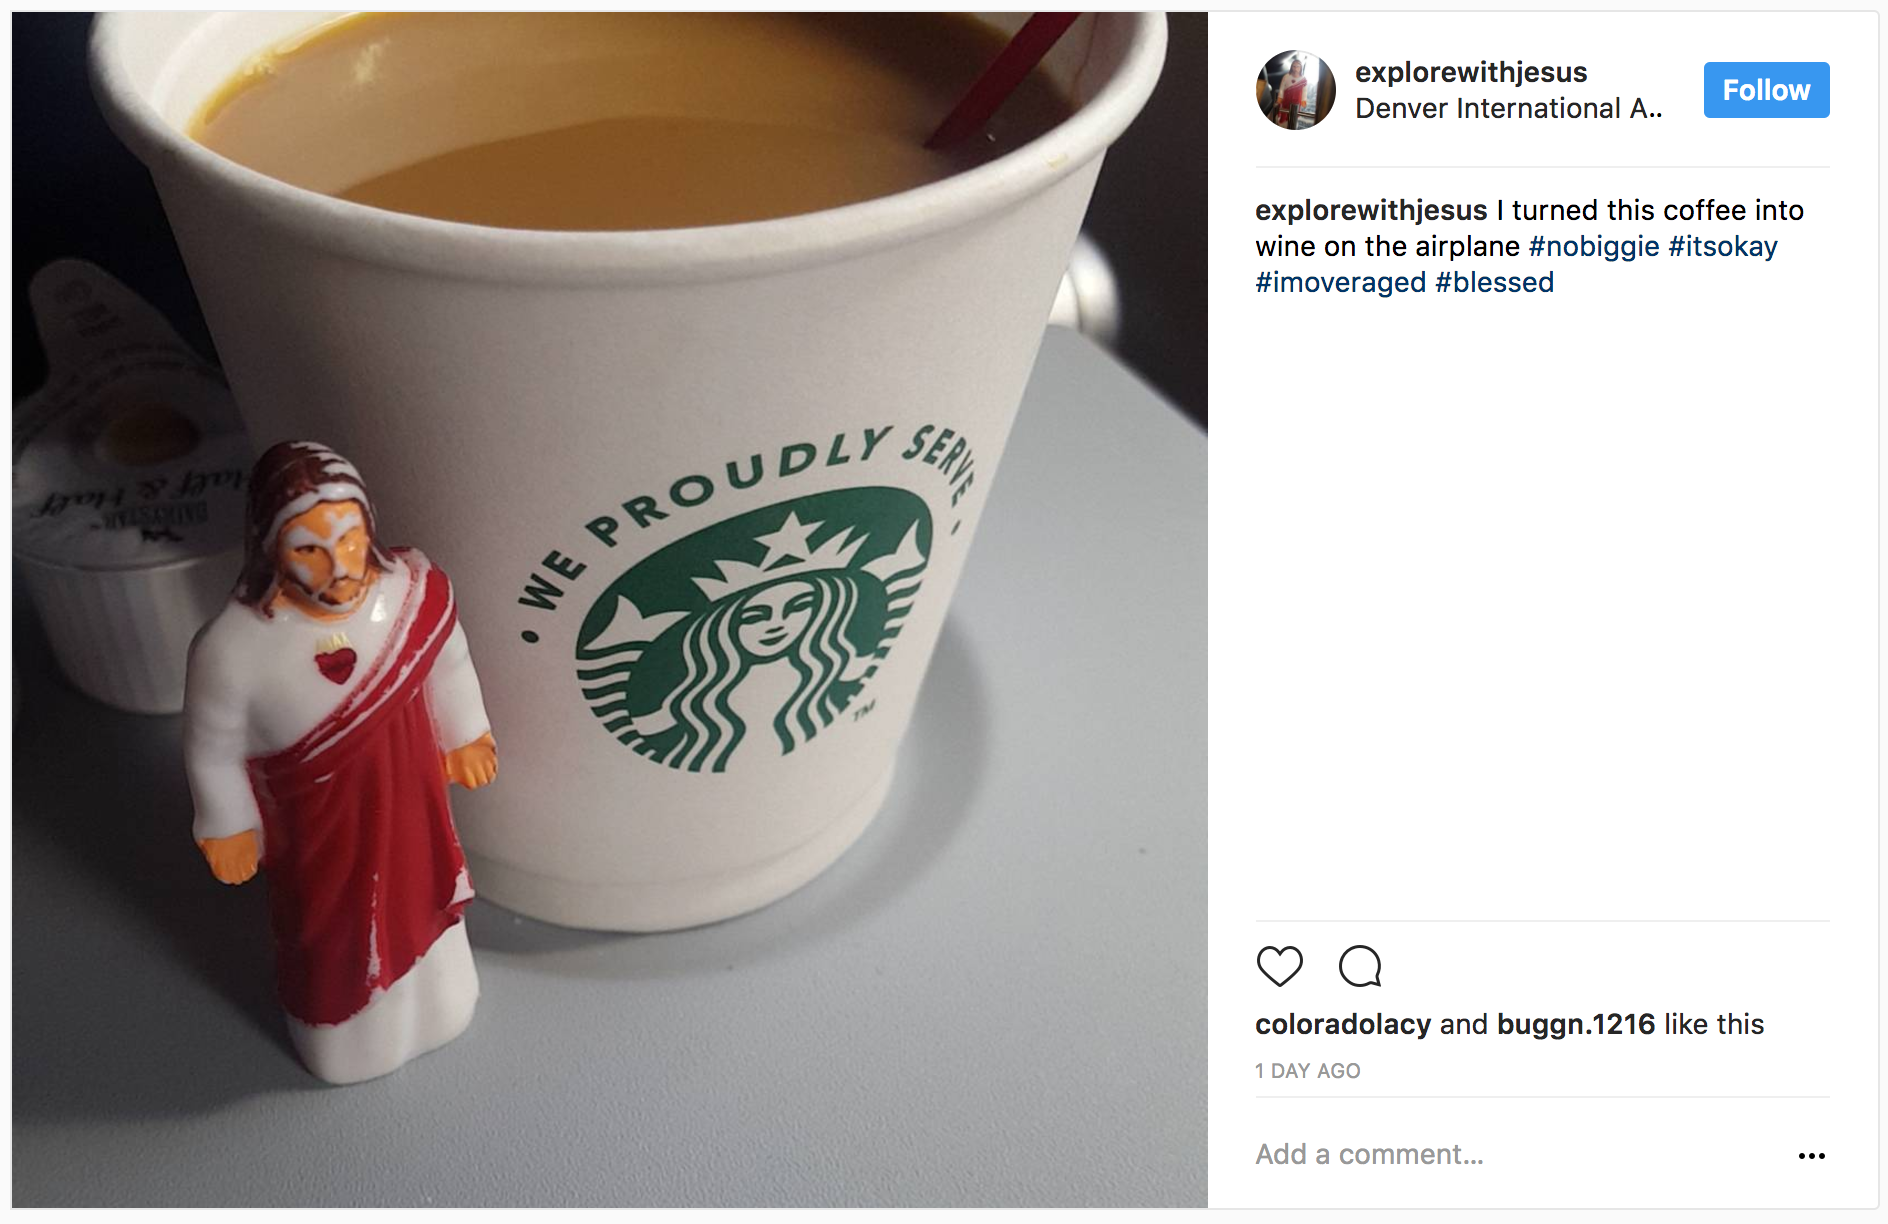 WE PROUDLY SERVE
TM
Half & Half
DAIRYSTAR
explorewithjesus
Denver International A..
Follow
explorewithjesus I turned this coffee into
wine on the airplane #nobiggie #itsokay
#imoveraged #blessed
coloradolacy and buggn.1216 like this
1 DAY AGO
Add a comment...